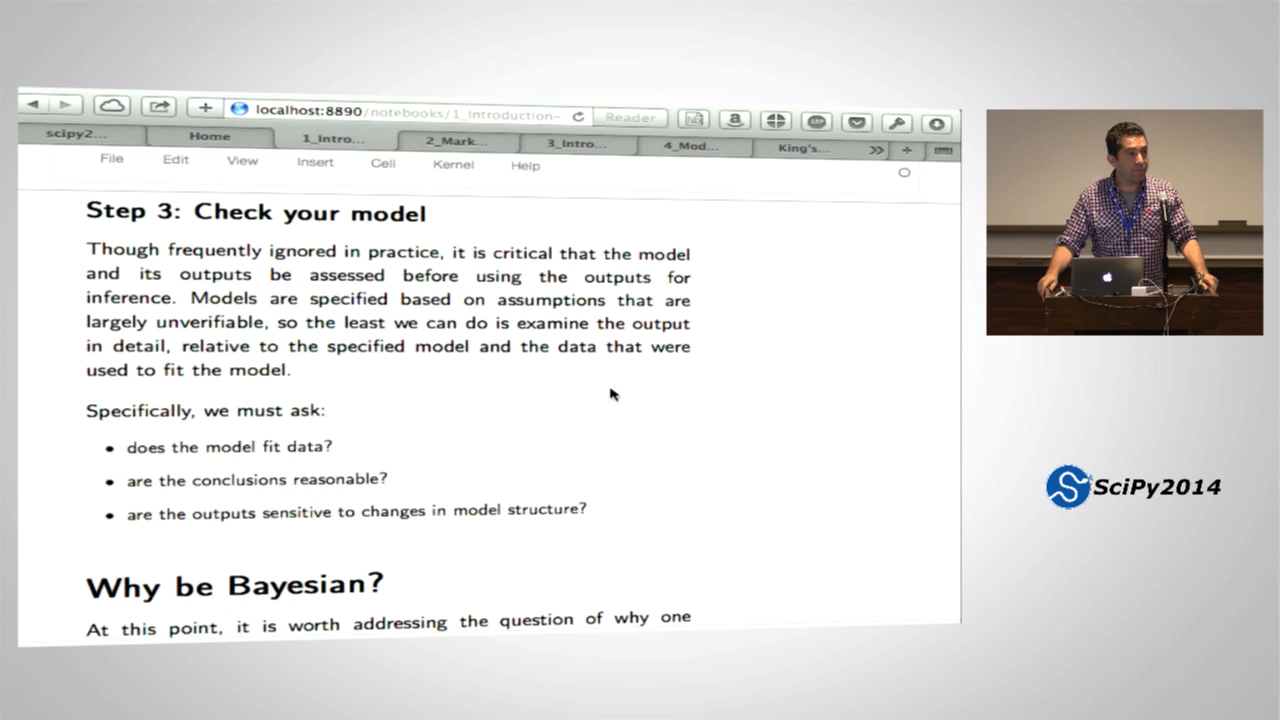 localhost:8890/notebooks/1_Introduction-
Reader
scipy2...
Home
1_Intro...
2_Mark...
3_Intro...
4_Mod...
King's...
File Edit View Insert Cell Kernel Help
Step 3: Check your model
Though frequently ignored in practice, it is critical that the model
and its outputs be assessed before using the outputs for
inference. Models are specified based on assumptions that are
largely unverifiable, so the least we can do is examine the output
in detail, relative to the specified model and the data that were
used to fit the model.
Specifically, we must ask:
• does the model fit data?
• are the conclusions reasonable?
• are the outputs sensitive to changes in model structure?
Why be Bayesian?
At this point, it is worth addressing the question of why one
SciPy2014